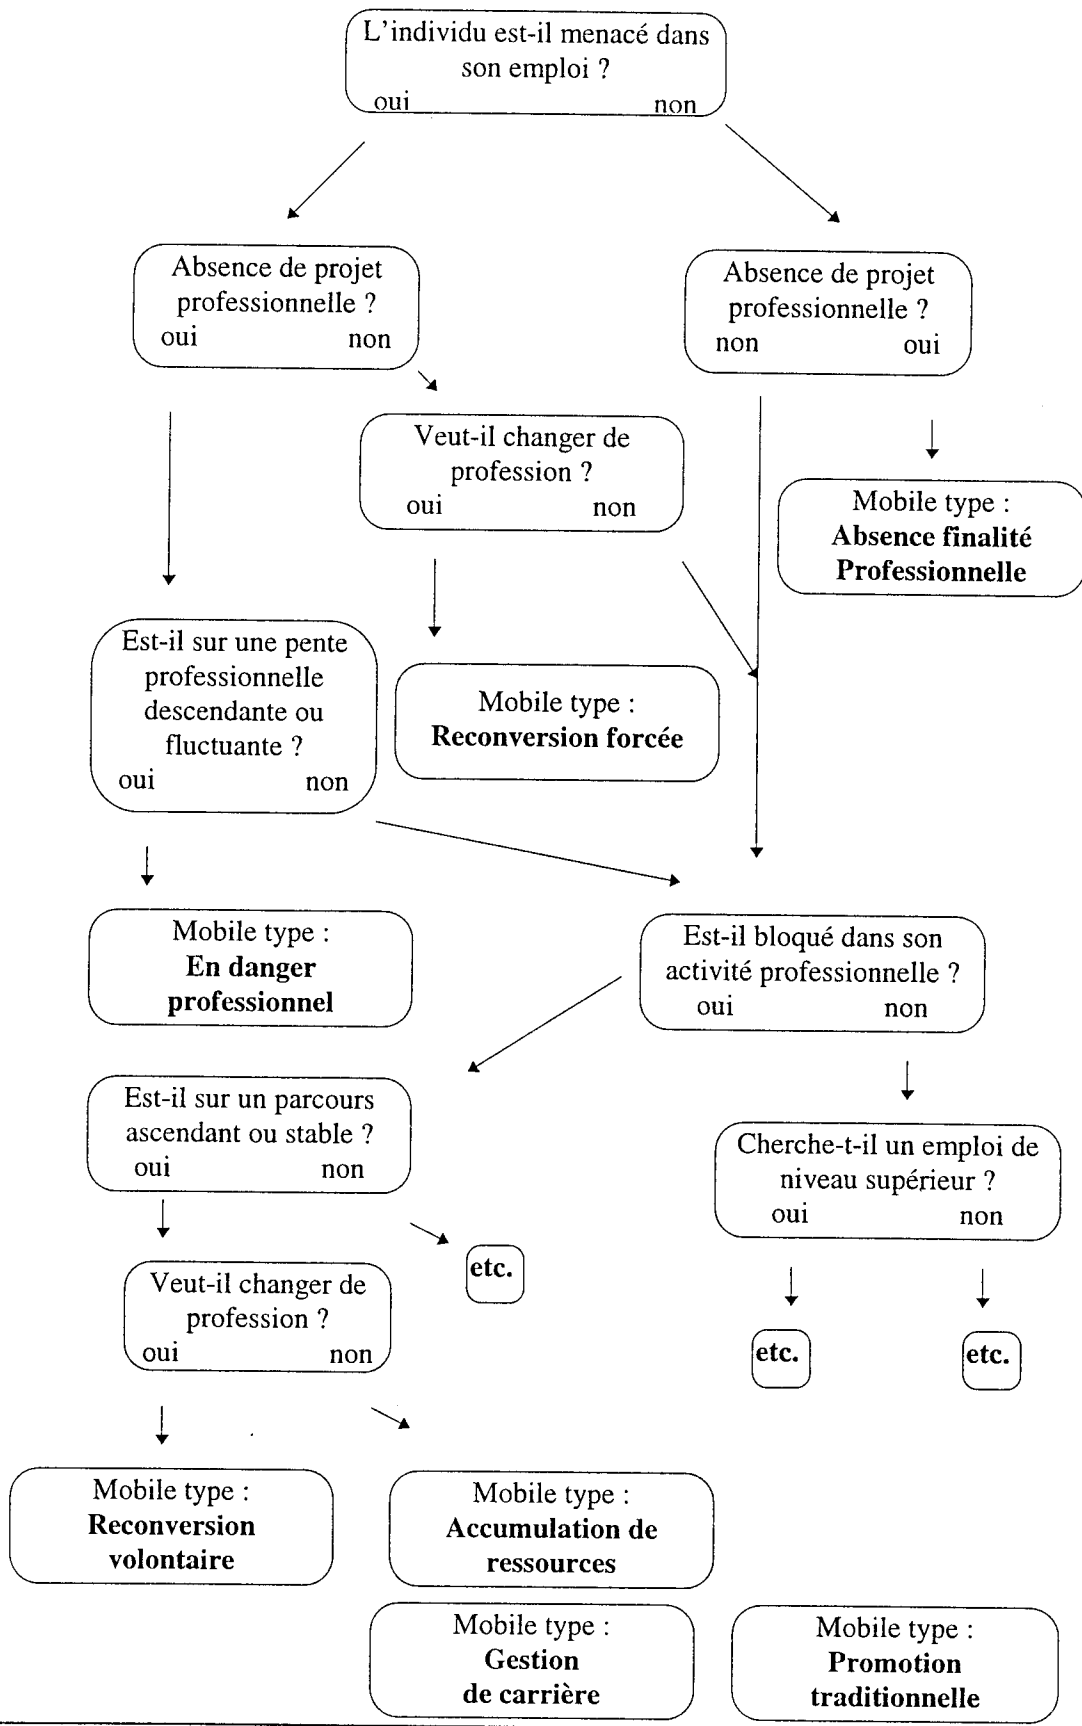 L'individu est-il menacé dans
son emploi ?
oui non
Absence de projet
professionnelle ?
oui non
Absence de projet
professionnelle ?
non oui
Veut-il changer de
profession ?
oui non
Mobile type :
Absence finalité
Professionnelle
Est-il sur une pente
professionnelle
descendante ou
fluctuante ?
oui non
Mobile type :
Reconversion forcée
Mobile type :
En danger
professionnel
Est-il bloqué dans son
activité professionnelle ?
oui non
Est-il sur un parcours
ascendant ou stable ?
oui non
Cherche-t-il un emploi de
niveau supérieur ?
oui non
etc.
Veut-il changer de
profession ?
oui non
etc.
etc.
Mobile type :
Reconversion
volontaire
Mobile type :
Accumulation de
ressources
Mobile type :
Gestion
de carrière
Mobile type :
Promotion
traditionnelle